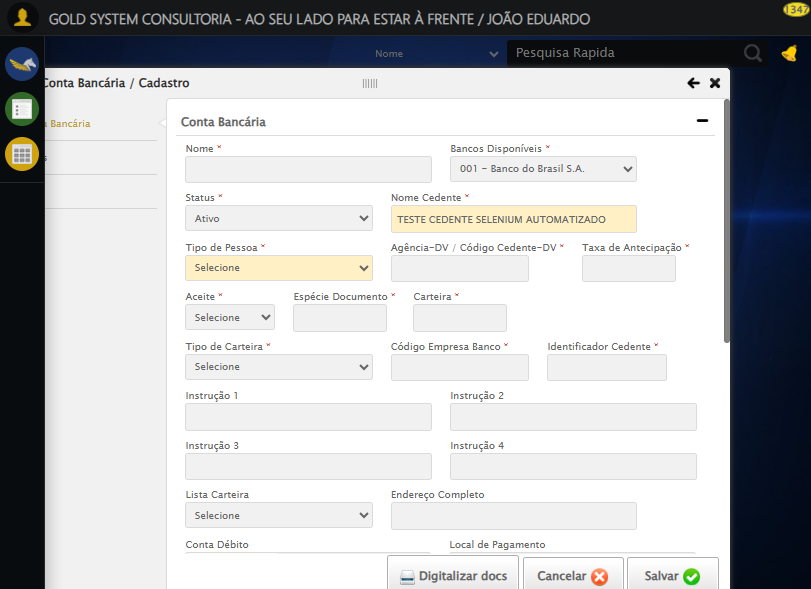 GOLD SYSTEM CONSULTORIA - AO SEU LADO PARA ESTAR À FRENTE / JOÃO EDUARDO
1347
Nome
Pesquisa Rapida
Conta Bancária / Cadastro
Bancária
Conta Bancária
Nome *
Bancos Disponíveis *
001 - Banco do Brasil S.A.
Status *
Nome Cedente *
Ativo
TESTE CEDENTE SELENIUM AUTOMATIZADO
Tipo de Pessoa *
Agência-DV / Código Cedente-DV *
Taxa de Antecipação *
Selecione
Aceite *
Espécie Documento *
Carteira *
Selecione
Tipo de Carteira *
Código Empresa Banco *
Identificador Cedente *
Selecione
Instrução 1
Instrução 2
Instrução 3
Instrução 4
Lista Carteira
Endereço Completo
Selecione
Conta Débito
Local de Pagamento
Digitalizar docs
Cancelar
Salvar